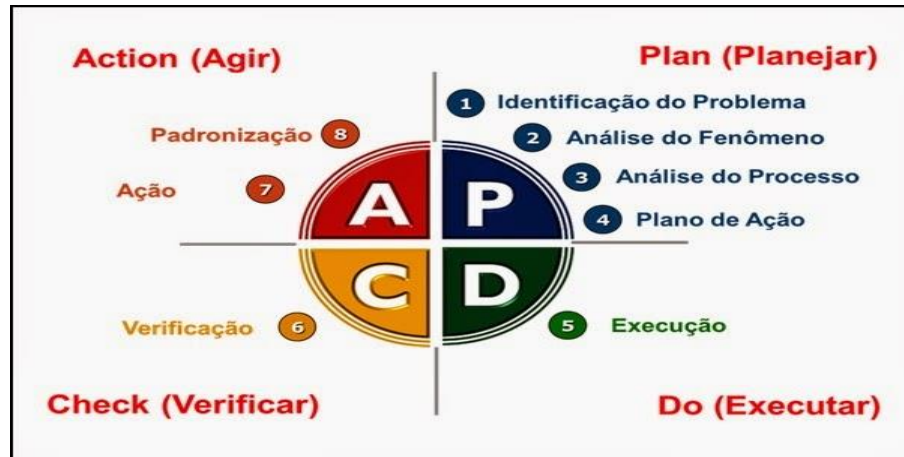 Action (Agir)
Plan (Planejar)
1 Identificação do Problema
2 Análise do Fenômeno
3 Análise do Processo
4 Plano de Ação
Padronização 8
Ação 7
A P
C D
Verificação 6
5 Execução
Check (Verificar)
Do (Executar)